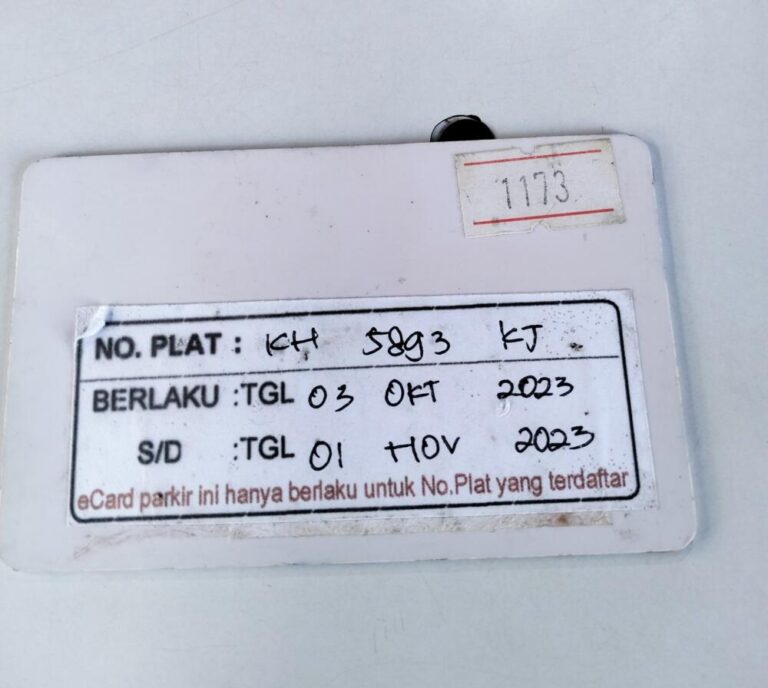 1173
NO. PLAT : KH 5893 KJ
BERLAKU :TGL 03 OKT 2023
S/D :TGL 01 NOV 2023
eCard parkir ini hanya berlaku untuk No.Plat yang terdaftar